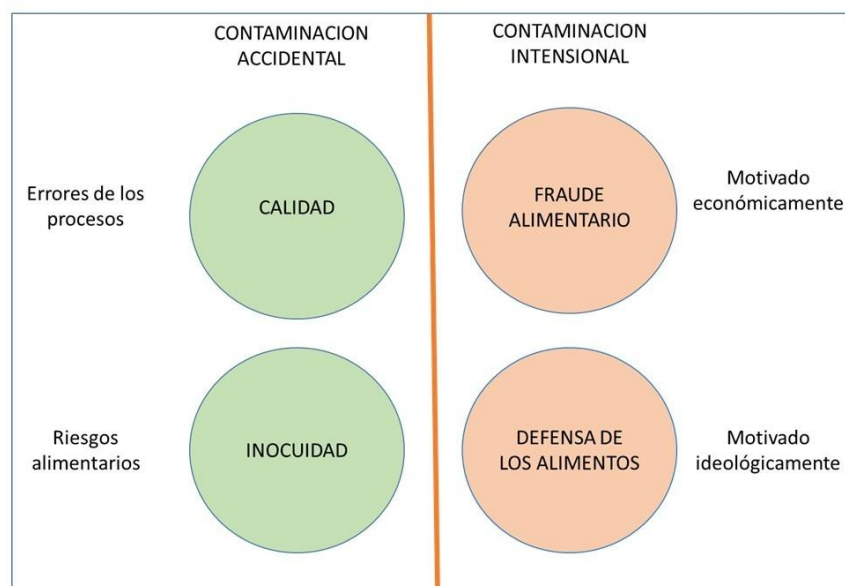 CONTAMINACION
ACCIDENTAL
CONTAMINACION
INTENSIONAL
Errores de los
procesos
CALIDAD
FRAUDE
ALIMENTARIO
Motivado
económicamente
Riesgos
alimentarios
INOCUIDAD
DEFENSA DE
LOS ALIMENTOS
Motivado
ideológicamente